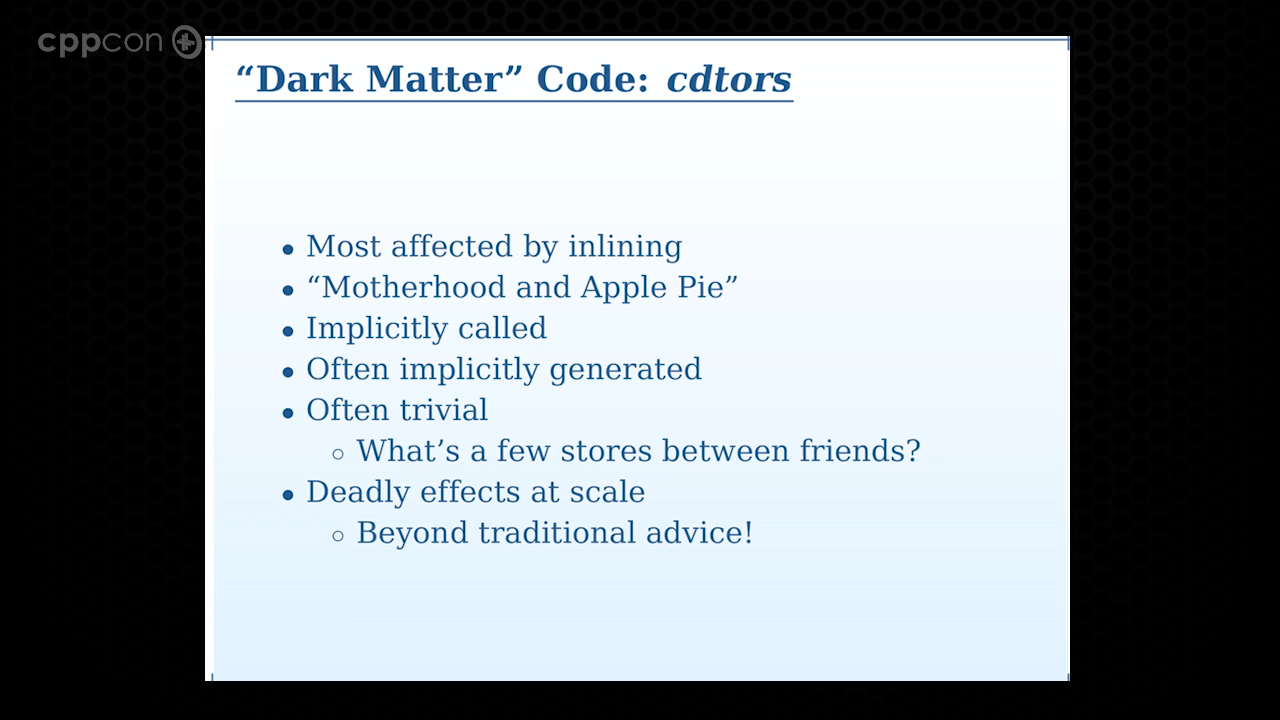 cppcon
“Dark Matter” Code: cdtors
• Most affected by inlining
• “Motherhood and Apple Pie”
• Implicitly called
• Often implicitly generated
• Often trivial
○ What’s a few stores between friends?
• Deadly effects at scale
○ Beyond traditional advice!